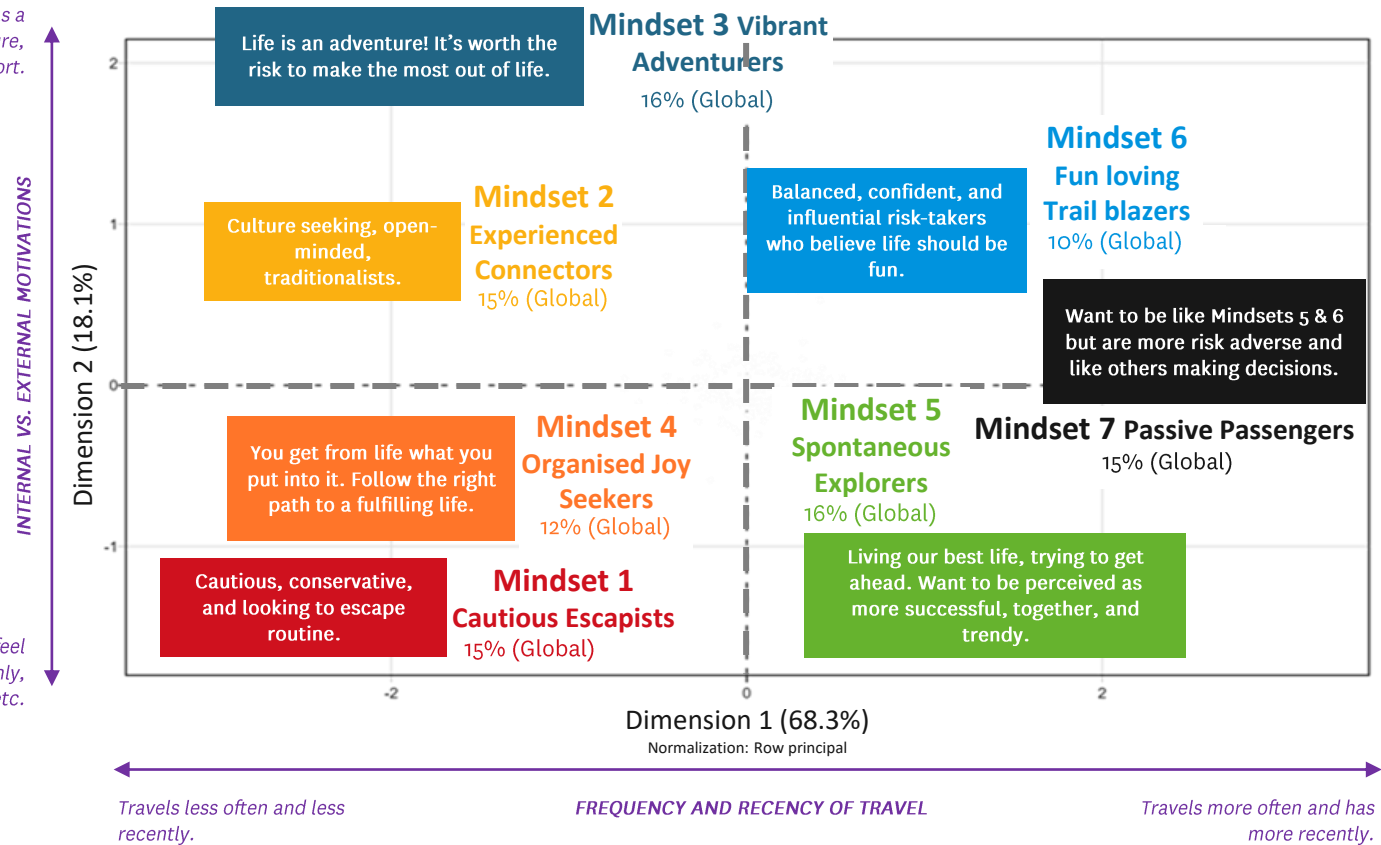 s a
re,
ort.
INTERNAL VS. EXTERNAL MOTIVATIONS
feel
nly,
etc.
Dimension 2 (18.1%)
2
1
0
-1
Life is an adventure! It's worth the
risk to make the most out of life.
Mindset 3 Vibrant
Adventurers
16% (Global)
Culture seeking, open-
minded,
traditionalists.
Mindset 2
Experienced
Connectors
15% (Global)
Balanced, confident, and
influential risk-takers
who believe life should be
fun.
Mindset 6
Fun loving
Trail blazers
10% (Global)
Want to be like Mindsets 5 & 6
but are more risk adverse and
like others making decisions.
Mindset 7 Passive Passengers
15% (Global)
You get from life what you
put into it. Follow the right
path to a fulfilling life.
Mindset 4
Organised Joy
Seekers
12% (Global)
Mindset 5
Spontaneous
Explorers
16% (Global)
Living our best life, trying to get
ahead. Want to be perceived as
more successful, together, and
trendy.
Cautious, conservative,
and looking to escape
routine.
Mindset 1
Cautious Escapists
15% (Global)
-2
0
2
Dimension 1 (68.3%)
Normalization: Row principal
Travels less often and less
recently.
FREQUENCY AND RECENCY OF TRAVEL
Travels more often and has
more recently.